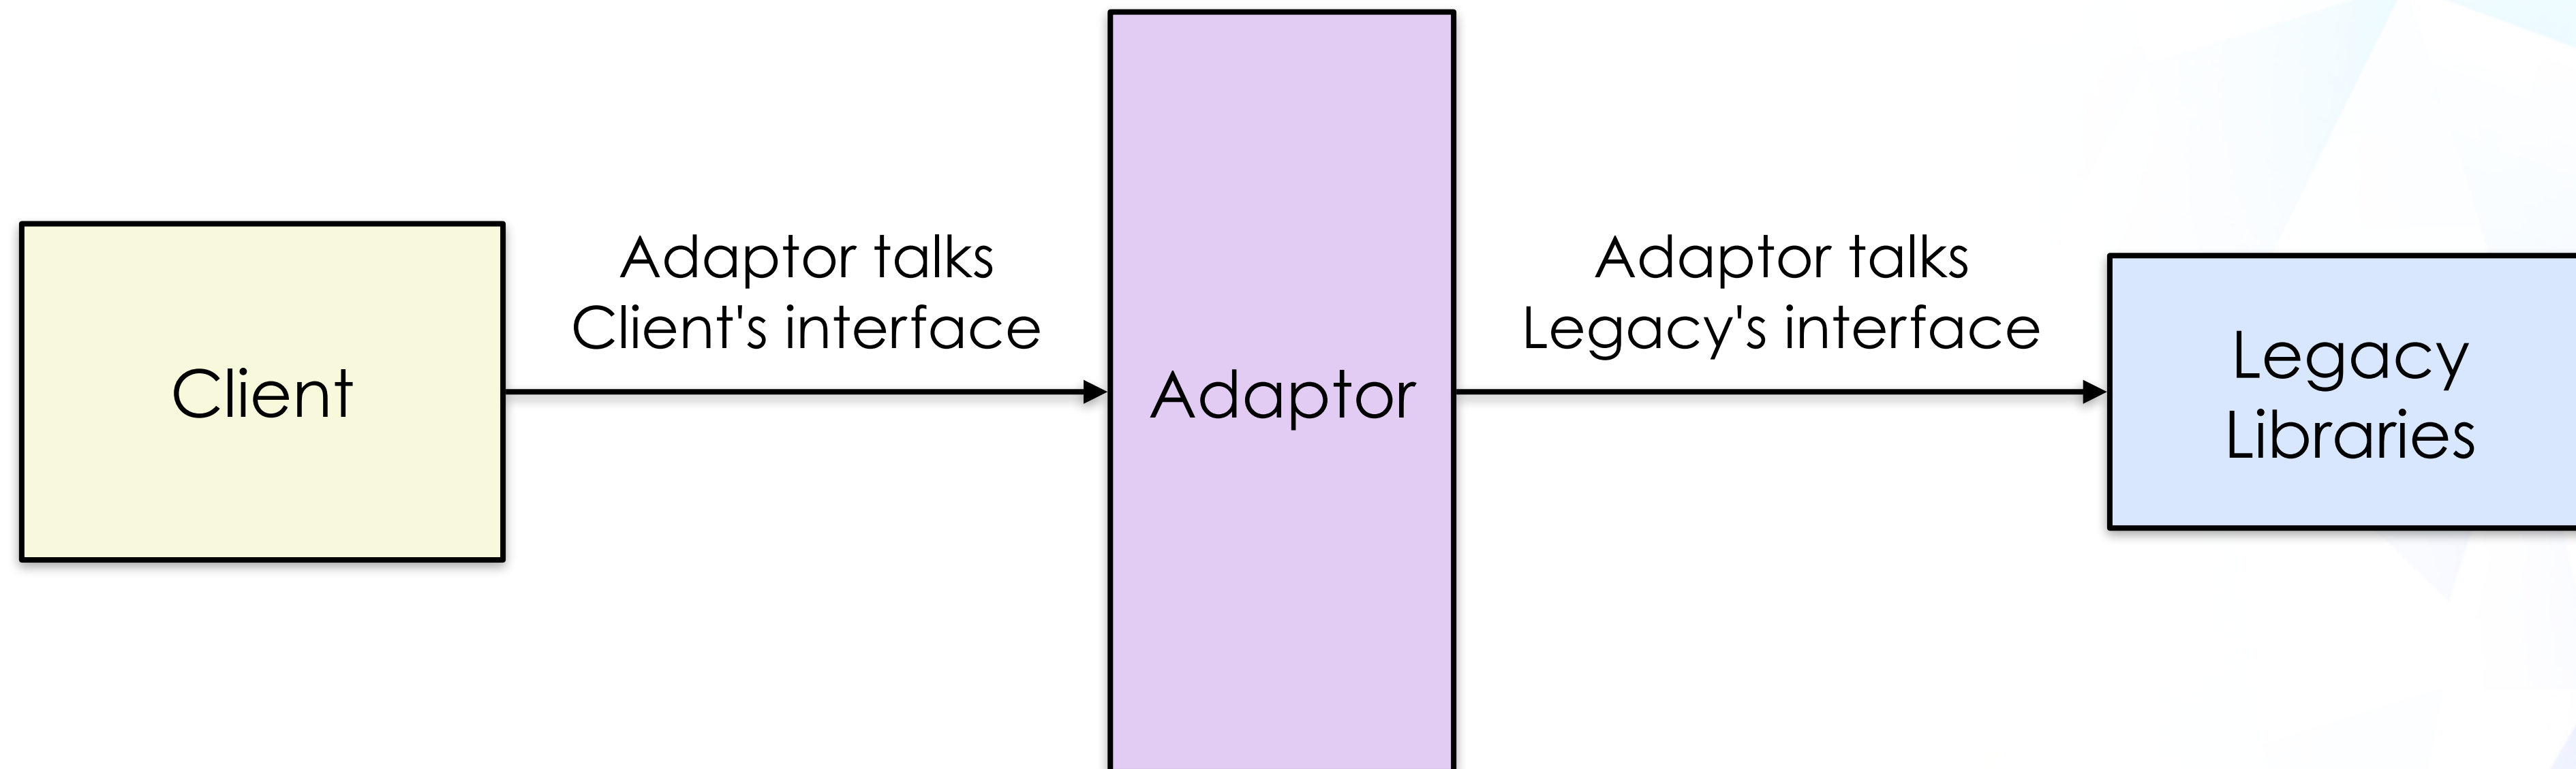 Client
Adaptor talks
Client's interface
Adaptor
Adaptor talks
Legacy's interface
Legacy
Libraries